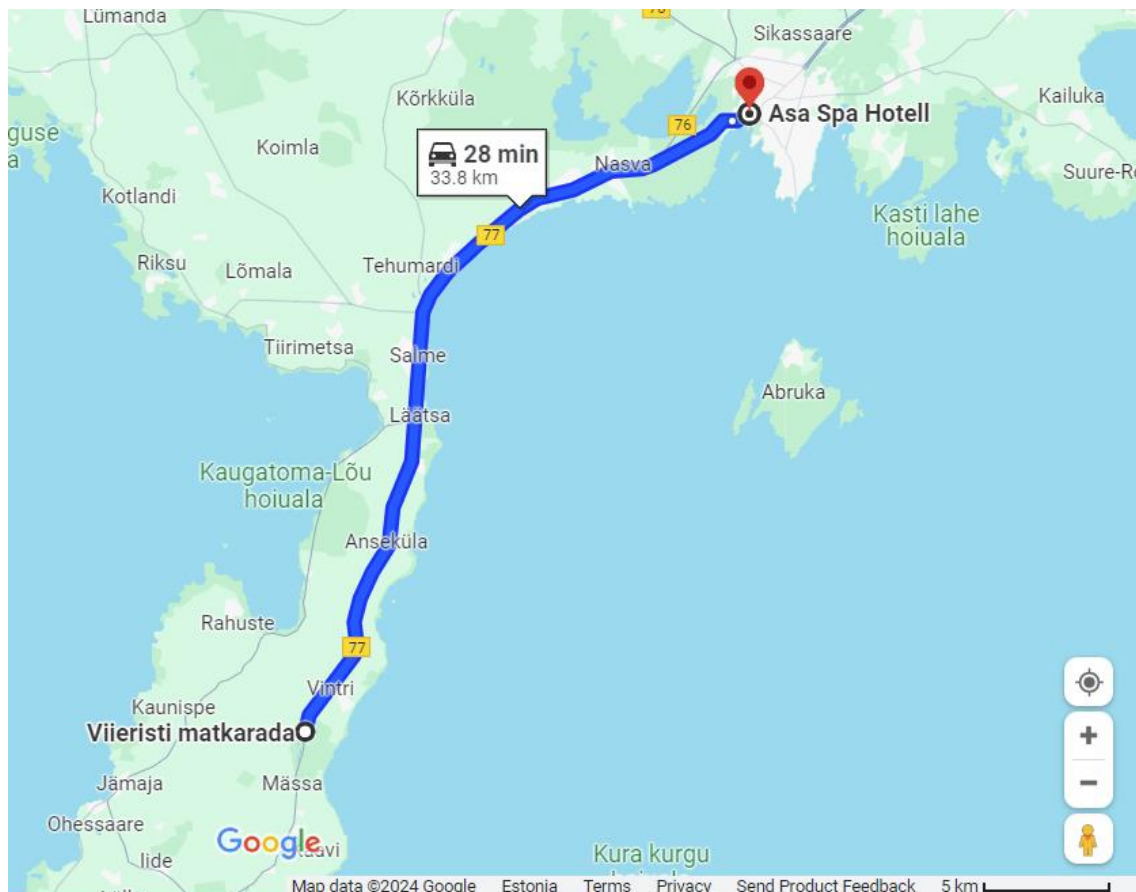 Lümanda
Sikassaare
Kõrkküla
Asa Spa Hotell
Kailuka
76
Koimla
28 min
33.8 km
Nasva
Kotlandi
Kasti lahe
hoiuala
77
Riksu
Lõmala
Tehumardi
Tiirimetsa
Salme
Abruka
Läätsa
Kaugatoma-Lõu
hoiuala
Anseküla
Rahuste
77
Vintri
Kaunispe
Viieristi matkarada
Jämaja
Mässa
Ohessaare
Google
Iide
Kura kurgu
Map data ©2024 Google Estonia Terms Privacy Send Product Feedback 5 km